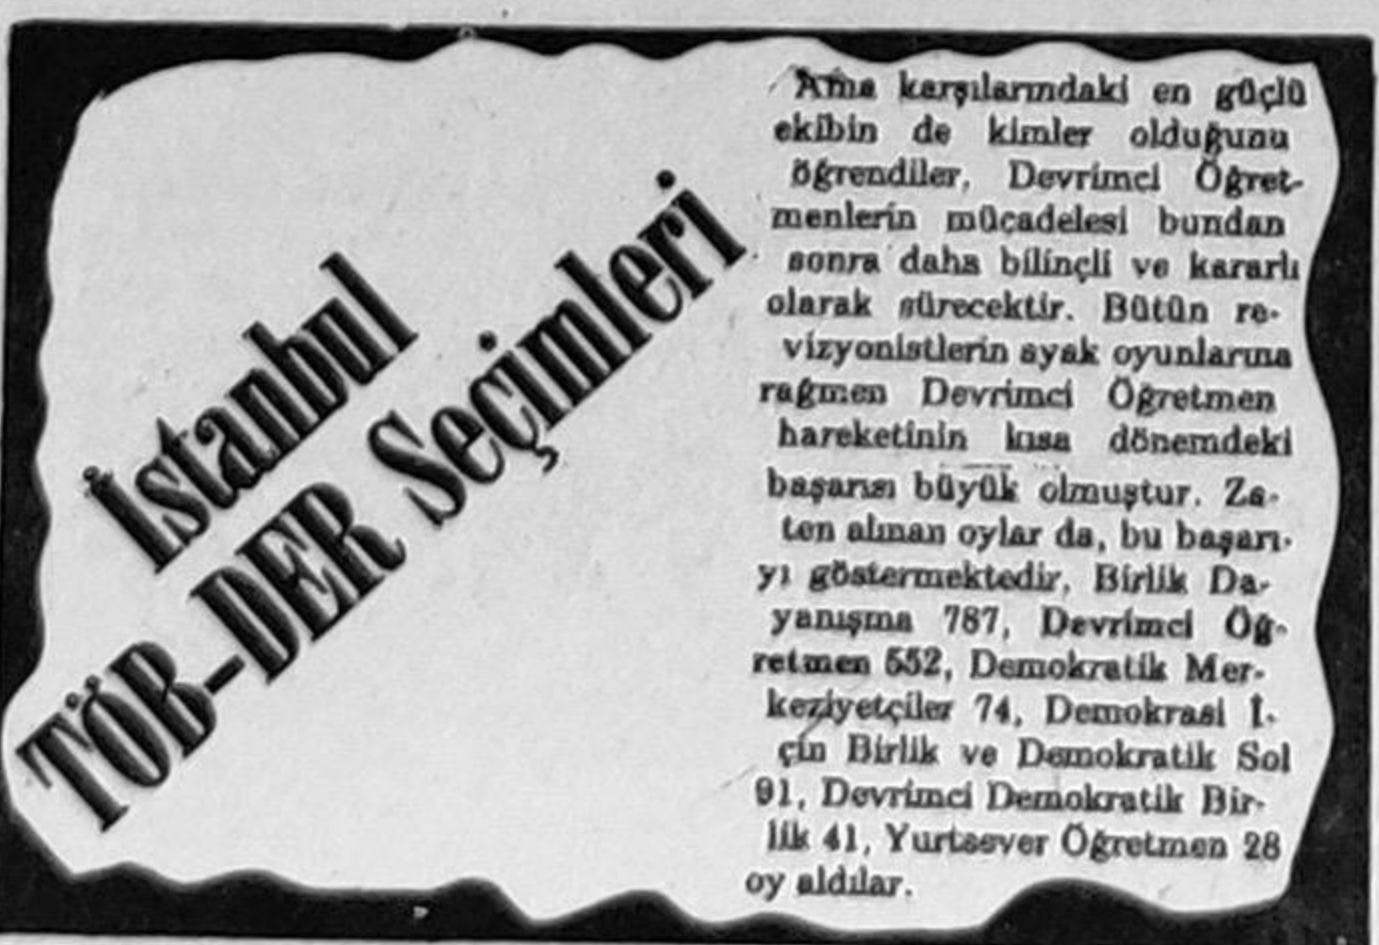 İstanbul
TÖB-DER Seçimleri
Ama karşılarındaki en güçlü
ekibin de kimler olduğunu
öğrendiler, Devrimci Öğret-
menlerin mücadelesi bundan
sonra daha bilinçli ve kararlı
olarak sürecektir. Bütün re-
vizyonistlerin ayak oyunlarına
rağmen Devrimci Öğretmen
hareketinin kısa dönemdeki
başarısı büyük olmuştur. Za-
ten alınan oylar da, bu başarı-
yı göstermektedir, Birlik Da-
yanışma 787, Devrimci Öğ-
retmen 552, Demokratik Mer-
keziyetçiler 74, Demokrasi İ-
çin Birlik ve Demokratik Sol
91, Devrimci Demokratik Bir-
lik 41, Yurtsever Öğretmen 28
oy aldılar.